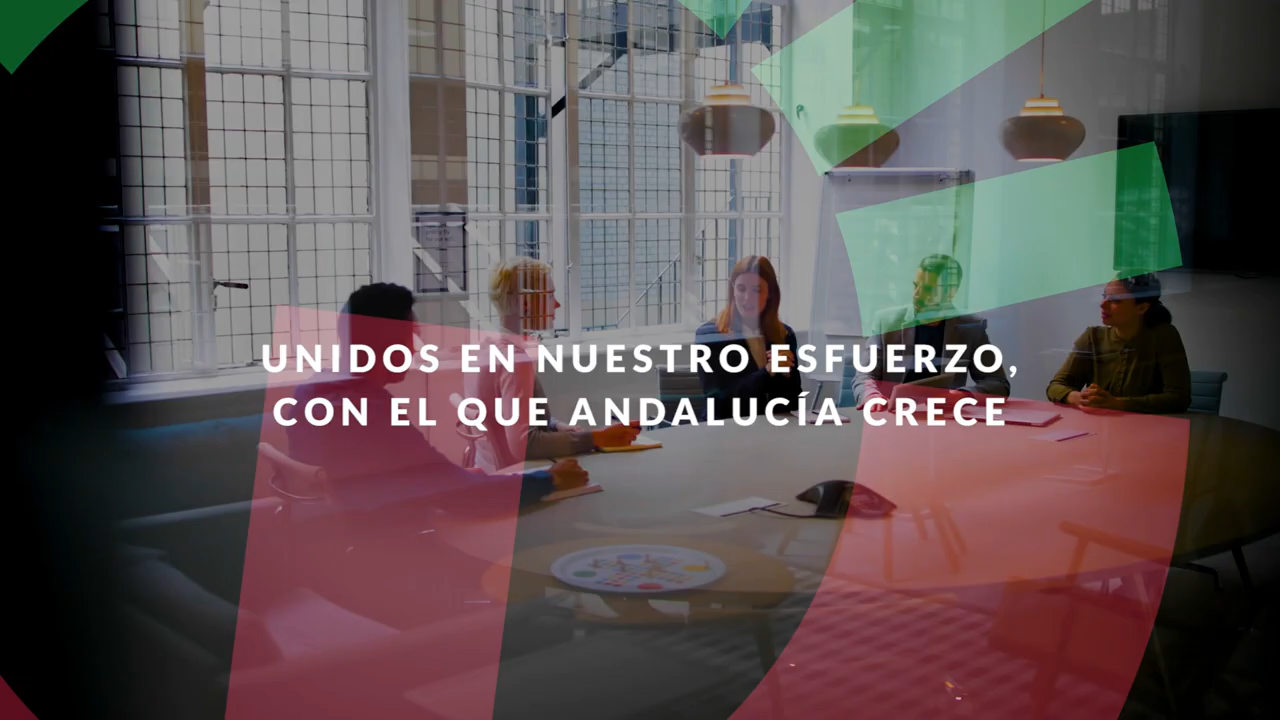 UNIDOS EN NUESTRO ESFUERZO,
CON EL QUE ANDALUCÍA CRECE